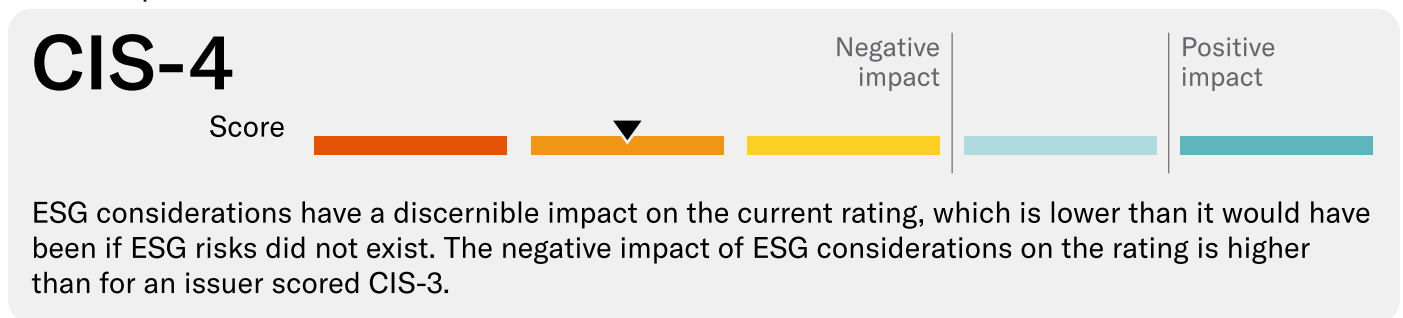 CIS-4
Negative
impact
Positive
impact
Score
ESG considerations have a discernible impact on the current rating, which is lower than it would have
been if ESG risks did not exist. The negative impact of ESG considerations on the rating is higher
than for an issuer scored CIS-3.